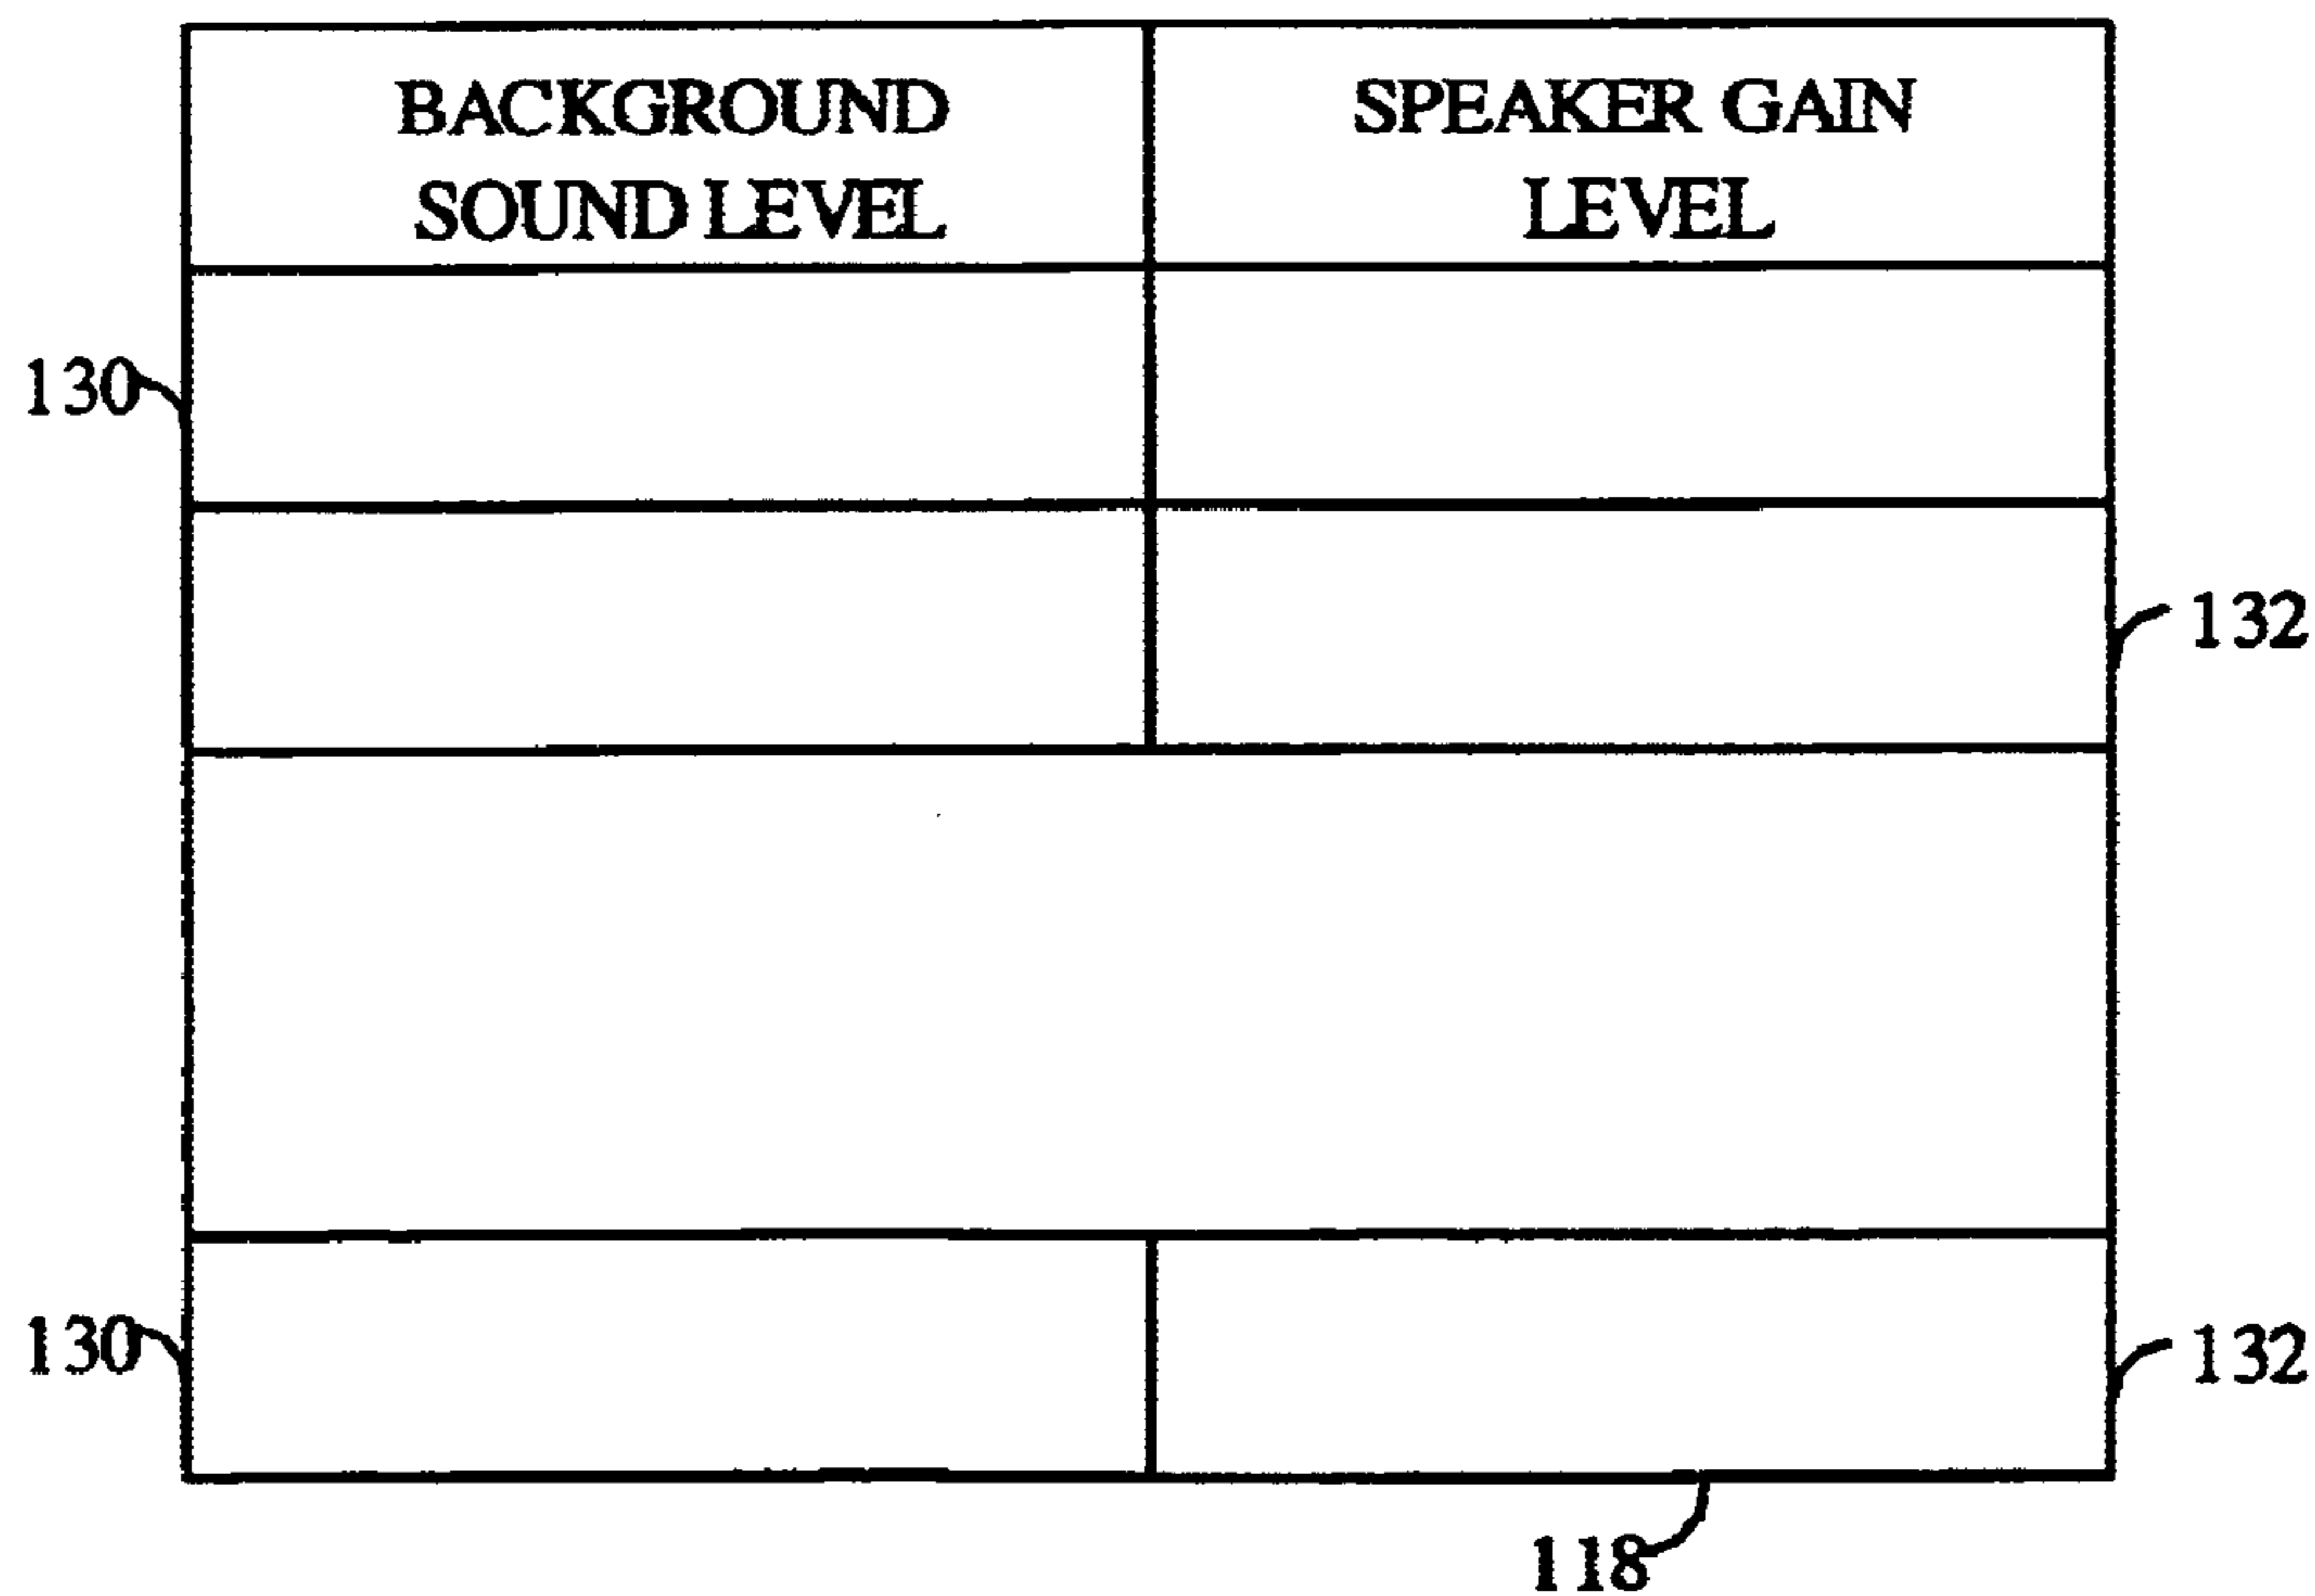 BACKGROUND
SOUND LEVEL
SPEAKER GAIN
LEVEL
130
132
130
132
118